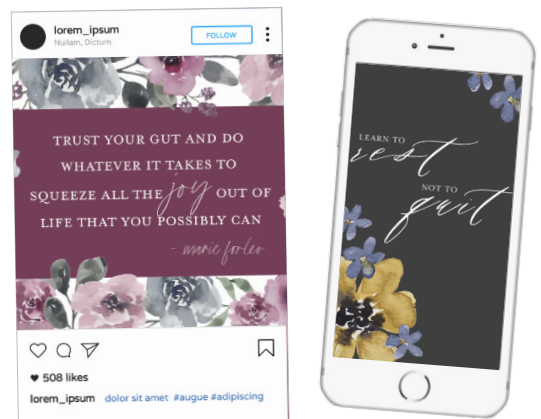 lorem_ipsum
Nullam, Dictum
FOLLOW
TRUST YOUR GUT AND DO
WHATEVER IT TAKES TO
SQUEEZE ALL THE joy OUT OF
LIFE THAT YOU POSSIBLY CAN
- marie forleo
508 likes
lorem_ipsum dolor sit amet #augue #adipiscing
LEARN TO
rest
NOT TO
quit